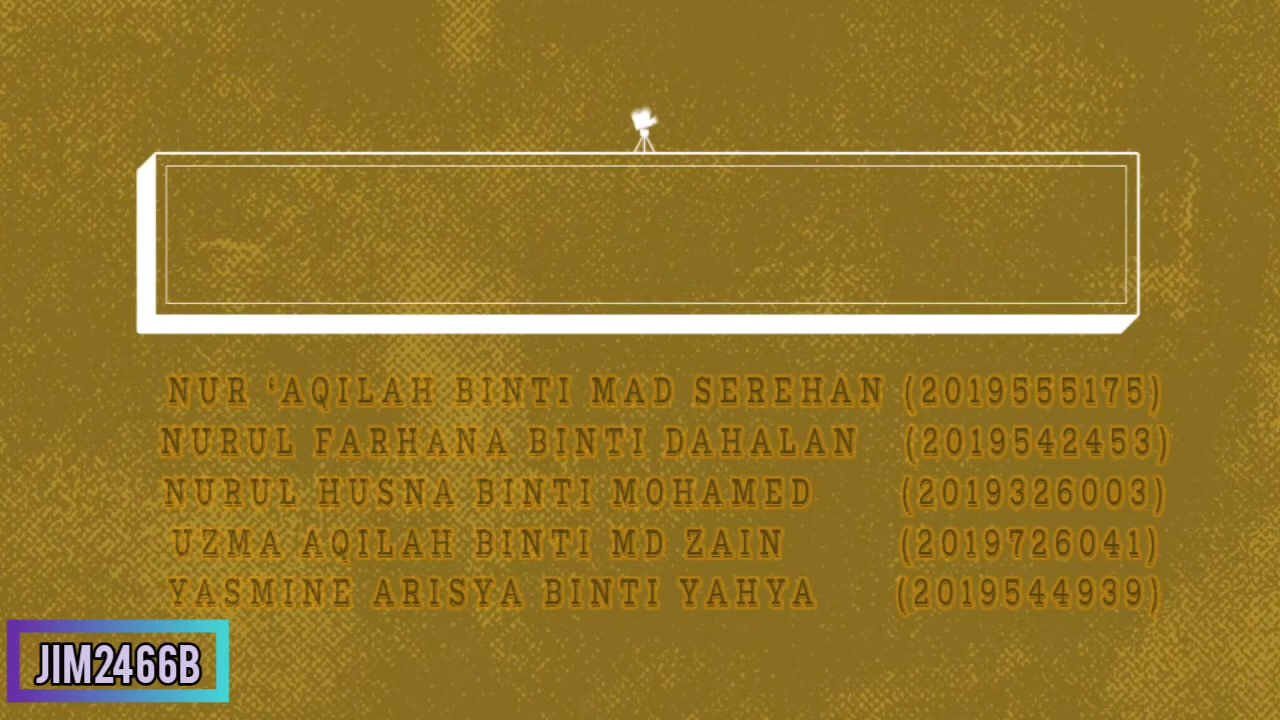 NUR ‘AQILAH BINTI MAD SEREHAN (2019555175)
NURUL FARHANA BINTI DAHALAN (2019542453)
NURUL HUSNA BINTI MOHAMED (2019326003)
UZMA AQILAH BINTI MD ZAIN (2019726041)
YASMINE ARISYA BINTI YAHYA (2019544939)
JIM2466B